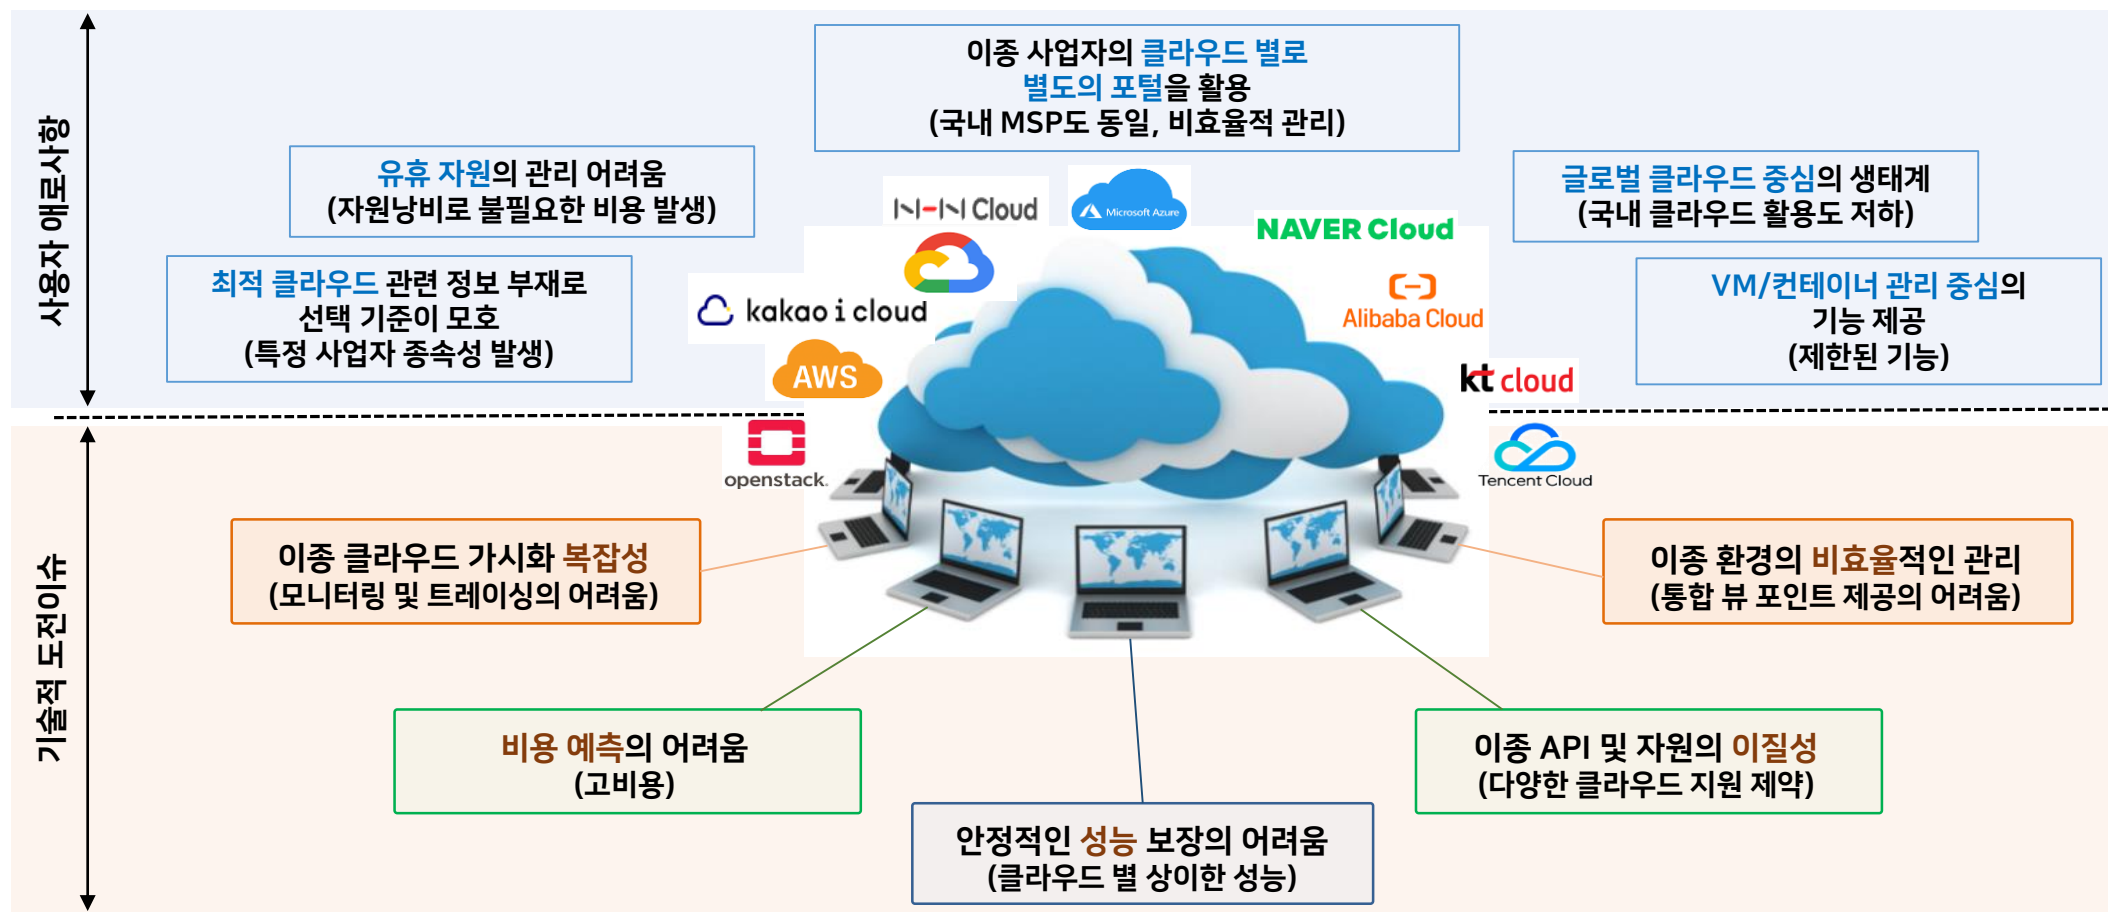 사용자 애로사항
이종 사업자의 클라우드 별로
별도의 포털을 활용
(국내 MSP도 동일, 비효율적 관리)
유휴 자원의 관리 어려움
(자원낭비로 불필요한 비용 발생)
글로벌 클라우드 중심의 생태계
(국내 클라우드 활용도 저하)
최적 클라우드 관련 정보 부재로
선택 기준이 모호
(특정 사업자 종속성 발생)
VM/컨테이너 관리 중심의
기능 제공
(제한된 기능)
NHN Cloud
Microsoft Azure
NAVER Cloud
kakao i cloud
Alibaba Cloud
AWS
kt cloud
openstack.
Tencent Cloud
기술적 도전이슈
이종 클라우드 가시화 복잡성
(모니터링 및 트레이싱의 어려움)
이종 환경의 비효율적인 관리
(통합 뷰 포인트 제공의 어려움)
비용 예측의 어려움
(고비용)
이종 API 및 자원의 이질성
(다양한 클라우드 지원 제약)
안정적인 성능 보장의 어려움
(클라우드 별 상이한 성능)